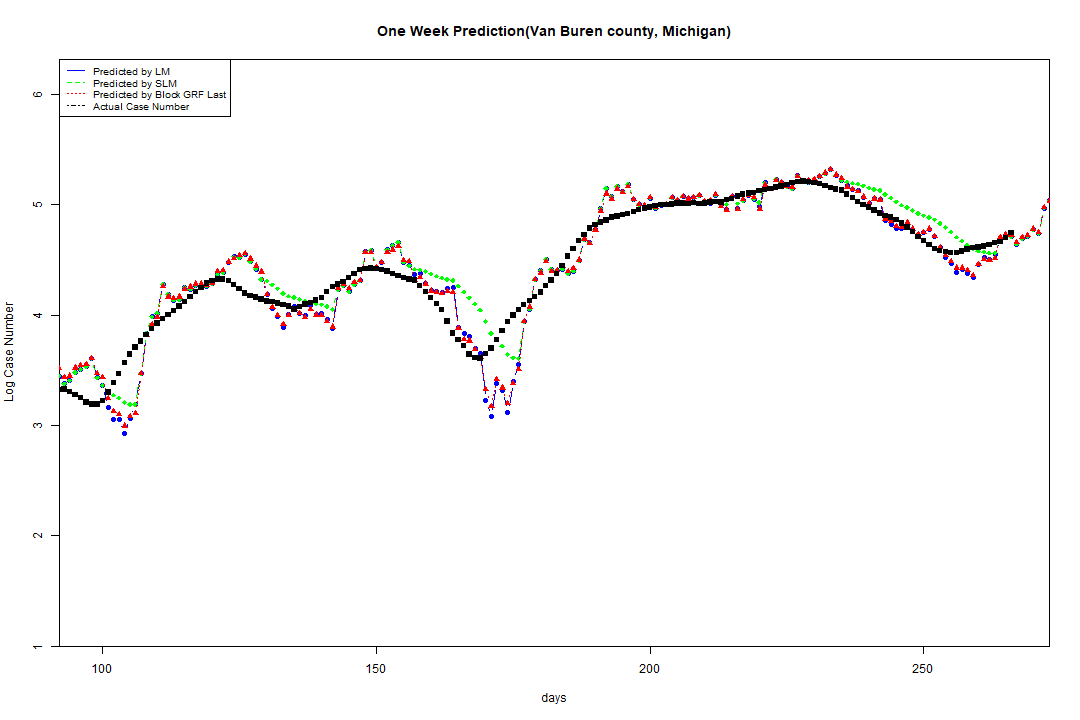 One Week Prediction(Van Buren county, Michigan)
Predicted by LM
Predicted by SLM
Predicted by Block GRF Last
Actual Case Number
6
5
4
3
2
1
Log Case Number
100 150 200 250
days